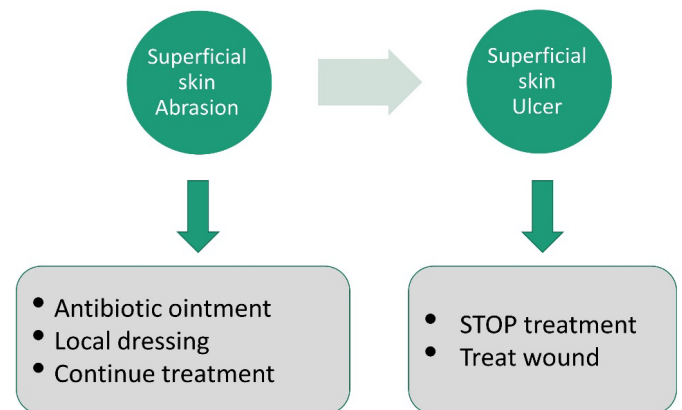 Superficial
skin
Abrasion
Superficial
skin
Ulcer
• Antibiotic ointment
• Local dressing
• Continue treatment
• STOP treatment
• Treat wound